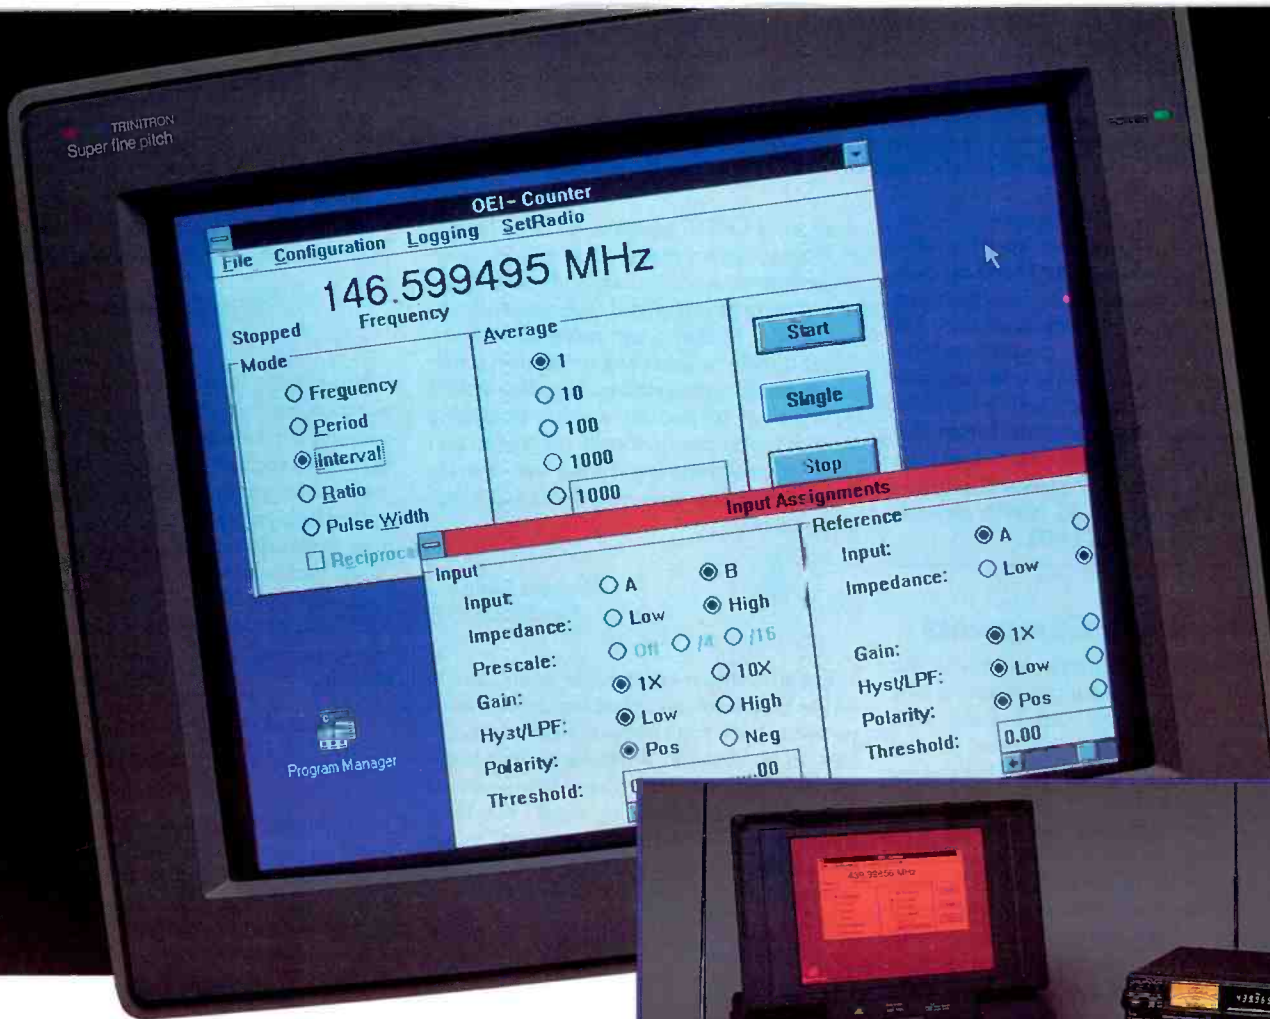 TRINITRON
Super fine pitch
POWER
OEI - Counter
File Configuration Logging SetRadio
146.599495 MHz
Stopped Frequency
Mode
Frequency
Period
Interval
Ratio
Pulse Width
Average
1
10
100
1000
1000
Start
Single
Stop
Input Assignments
Input
Input: A B
Impedance: Low High
Prescale: Off /4 /16
Gain: 1X 10X
Hyst/LPF: Low High
Polarity: Pos Neg
Threshold: .00
Reference
Input: A
Impedance: Low
Gain: 1X
Hyst/LPF: Low
Polarity: Pos
Threshold: 0.00
Program Manager